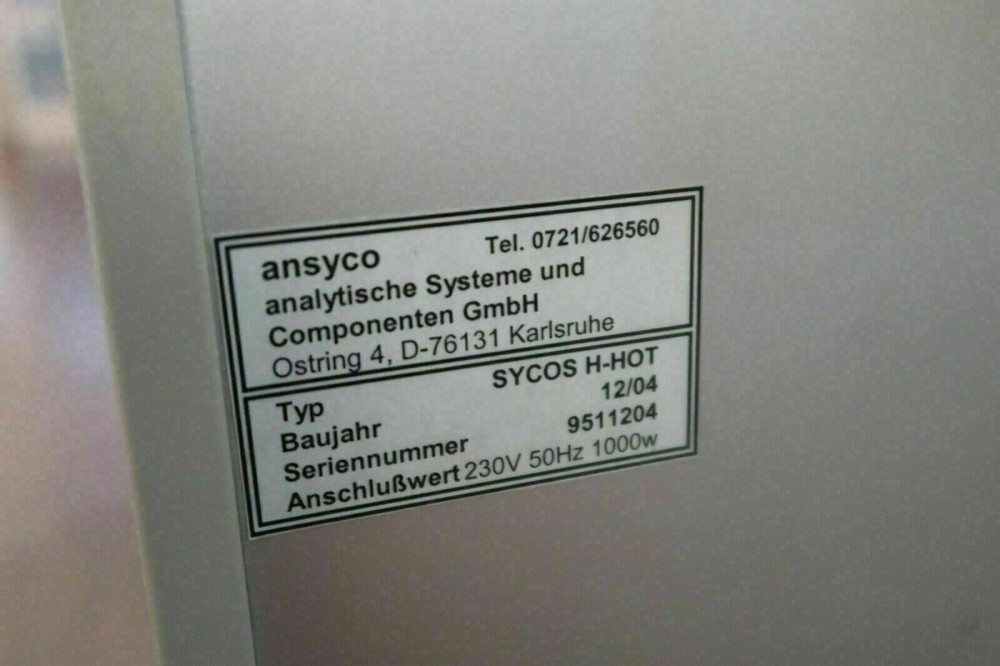 ansyco Tel. 0721/626560
analytische Systeme und
Componenten GmbH
Ostring 4, D-76131 Karlsruhe
Typ SYCOS H-HOT
Baujahr 12/04
Seriennummer 9511204
Anschlußwert 230V 50Hz 1000w